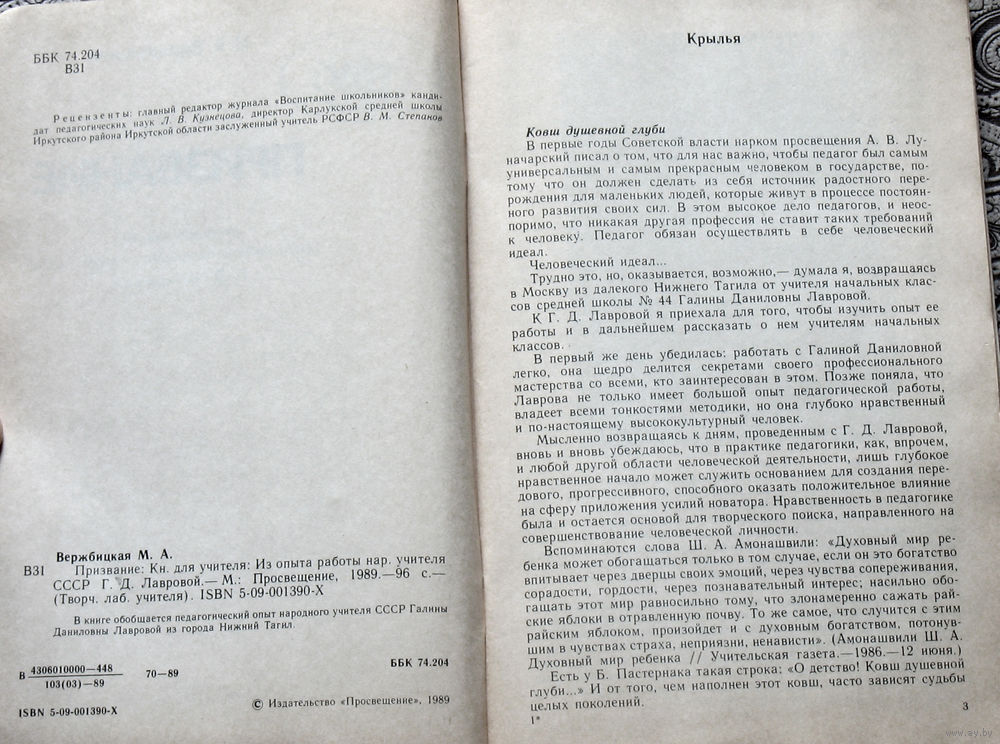 ББК 74.204
В31
Рецензенты: главный редактор журнала «Воспитание школьников» канди-
дат педагогических наук Л. В. Кузнецова, директор Карлукской средней школы
Иркутского района Иркутской области заслуженный учитель РСФСР В. М. Степанов
Вержбицкая М. А.
В31 Призвание: Кн. для учителя: Из опыта работы нар. учителя
СССР Г. Д. Лавровой.— М.: Просвещение, 1989.—96 с.—
(Творч. лаб. учителя). ISBN 5-09-001390-X
В книге обобщается педагогический опыт народного учителя СССР Галины
Даниловны Лавровой из города Нижний Тагил.
В 4306010000—448
103(03)—89
70—89
ББК 74.204
ISBN 5-09-001390-X
© Издательство «Просвещение», 1989
Крылья
Ковш душевной глуби
В первые годы Советской власти нарком просвещения А. В. Лу-
начарский писал о том, что для нас важно, чтобы педагог был самым
универсальным и самым прекрасным человеком в государстве, по-
тому что он должен сделать из себя источник радостного пере-
рождения для маленьких людей, которые живут в процессе постоян-
ного развития своих сил. В этом высокое дело педагогов, и неос-
поримо, что никакая другая профессия не ставит таких требований
к человеку. Педагог обязан осуществлять в себе человеческий
идеал.
Человеческий идеал...
Трудно это, но, оказывается, возможно,— думала я, возвращаясь
в Москву из далекого Нижнего Тагила от учителя начальных клас-
сов средней школы № 44 Галины Даниловны Лавровой.
К Г. Д. Лавровой я приехала для того, чтобы изучить опыт ее
работы и в дальнейшем рассказать о нем учителям начальных
классов.
В первый же день убедилась: работать с Галиной Даниловной
легко, она щедро делится секретами своего профессионального
мастерства со всеми, кто заинтересован в этом. Позже поняла, что
Лаврова не только имеет большой опыт педагогической работы,
владеет всеми тонкостями методики, но она глубоко нравственный
и по-настоящему высококультурный человек.
Мысленно возвращаясь к дням, проведенным с Г. Д. Лавровой,
вновь и вновь убеждаюсь, что в практике педагогики, как, впрочем,
и любой другой области человеческой деятельности, лишь глубокое
нравственное начало может служить основанием для создания пере-
дового, прогрессивного, способного оказать положительное влияние
на сферу приложения усилий новатора. Нравственность в педагогике
была и остается основой для творческого поиска, направленного на
совершенствование человеческой личности.
Вспоминаются слова Ш. А. Амонашвили: «Духовный мир ре-
бенка может обогащаться только в том случае, если он это богатство
впитывает через дверцы своих эмоций, через чувства сопереживания,
сорадости, гордости, через познавательный интерес; насильно обо-
гащать этот мир равносильно тому, что злонамеренно сажать рай-
ские яблоки в отравленную почву. То же самое, что случится с этим
райским яблоком, произойдет и с духовным богатством, потонув-
шим в чувствах страха, неприязни, ненависти». (Амонашвили Ш. А.
Духовный мир ребенка // Учительская газета.—1986.—12 июня.)
Есть у Б. Пастернака такая строка: «О детство! Ковш душевной
глуби...» И от того, чем наполнен этот ковш, часто зависят судьбы
целых поколений.
1*
3
www.ay.by